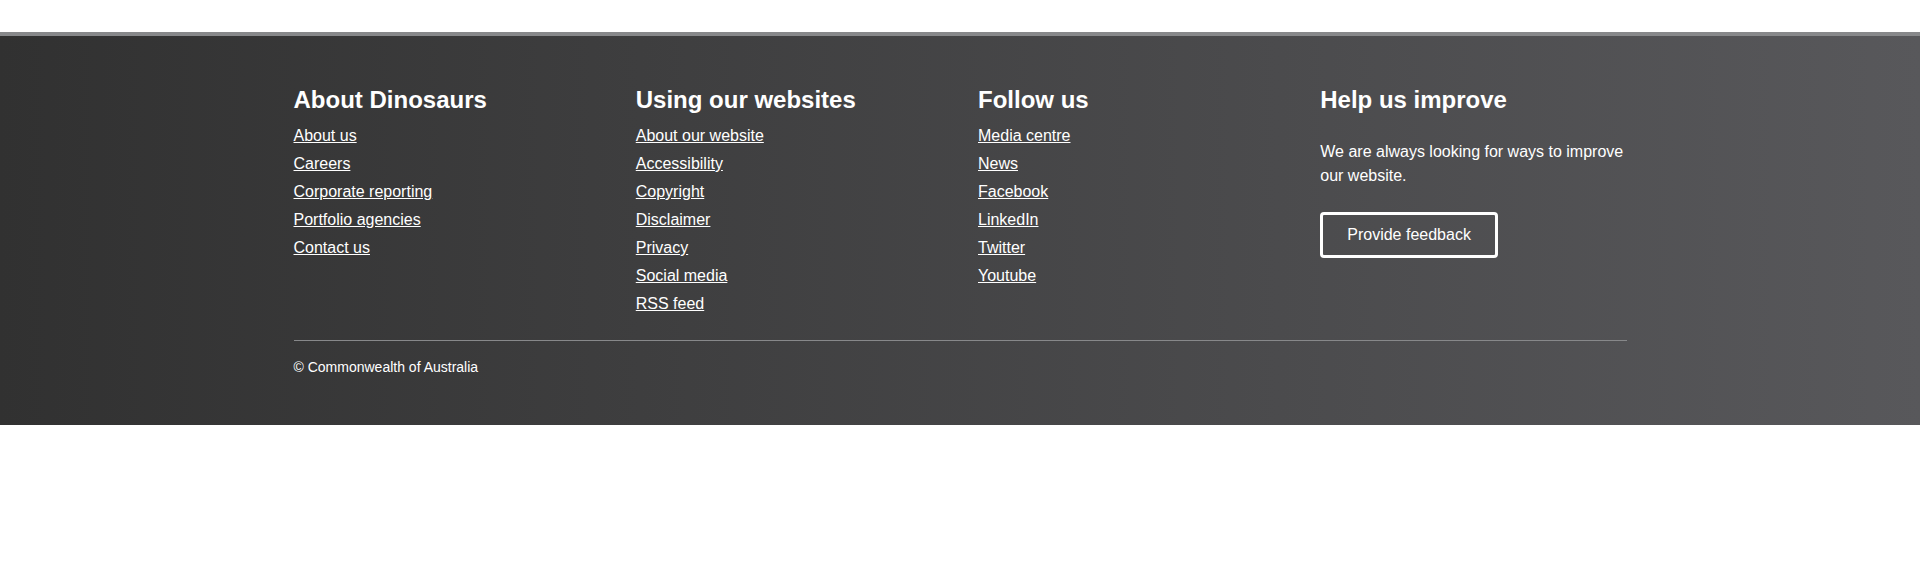 About Dinosaurs
About us
Careers
Corporate reporting
Portfolio agencies
Contact us
Using our websites
About our website
Accessibility
Copyright
Disclaimer
Privacy
Social media
RSS feed
Follow us
Media centre
News
Facebook
LinkedIn
Twitter
Youtube
Help us improve
We are always looking for ways to improve
our website.
Provide feedback
© Commonwealth of Australia